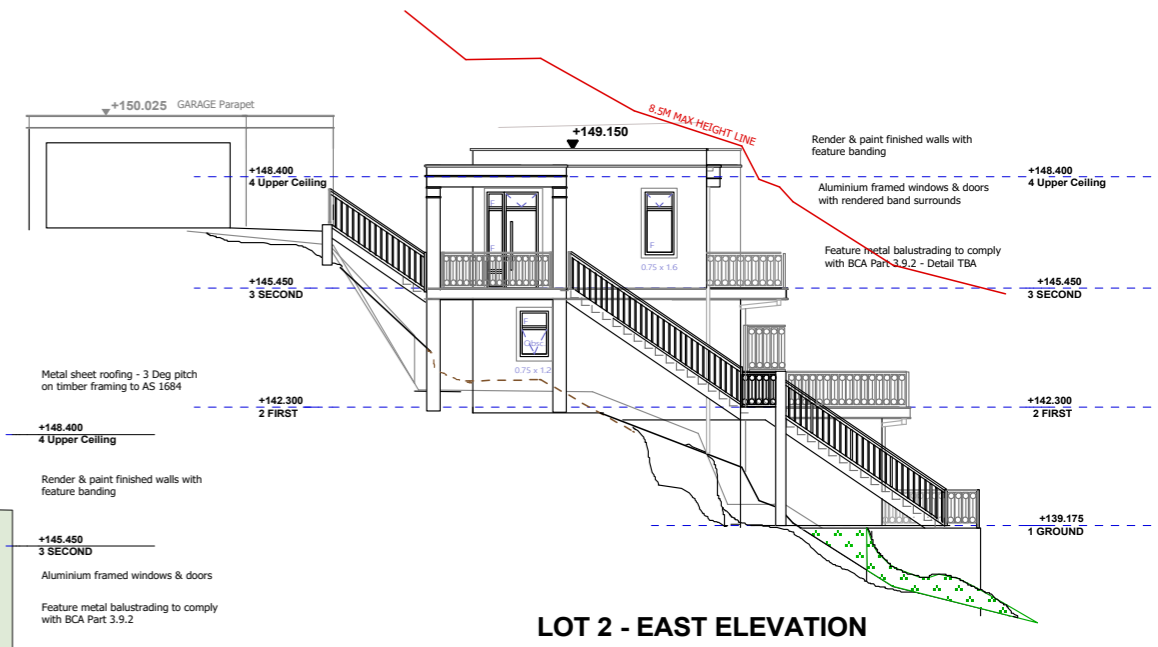 +150.025 GARAGE Parapet
+149.150
8.5M MAX HEIGHT LINE
Render & paint finished walls with
feature banding
+148.400
4 Upper Ceiling
+148.400
4 Upper Ceiling
Aluminium framed windows & doors
with rendered band surrounds
F
F
F
0.75 x 1.6
Feature metal balustrading to comply
with BCA Part 3.9.2 - Detail TBA
+145.450
3 SECOND
+145.450
3 SECOND
F
Obsc
0.75 x 1.2
Metal sheet roofing - 3 Deg pitch
on timber framing to AS 1684
+142.300
2 FIRST
+142.300
2 FIRST
+148.400
4 Upper Ceiling
Render & paint finished walls with
feature banding
+139.175
1 GROUND
+145.450
3 SECOND
Aluminium framed windows & doors
Feature metal balustrading to comply
with BCA Part 3.9.2
LOT 2 - EAST ELEVATION